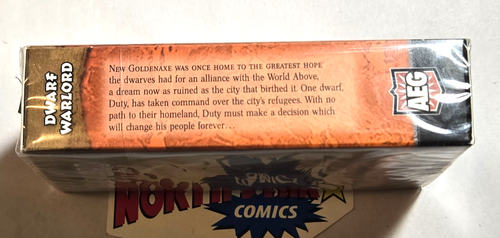 DWARF
WARLORD
NEW GOLDENAXE WAS ONCE HOME TO THE GREATEST HOPE
the dwarves had for an alliance with the World Above,
a dream now as ruined as the city that birthed it. One dwarf,
Duty, has taken command over the city's refugees. With no
path to their homeland, Duty must make a decision which
will change his people forever...
AEG
NORTH
COMICS